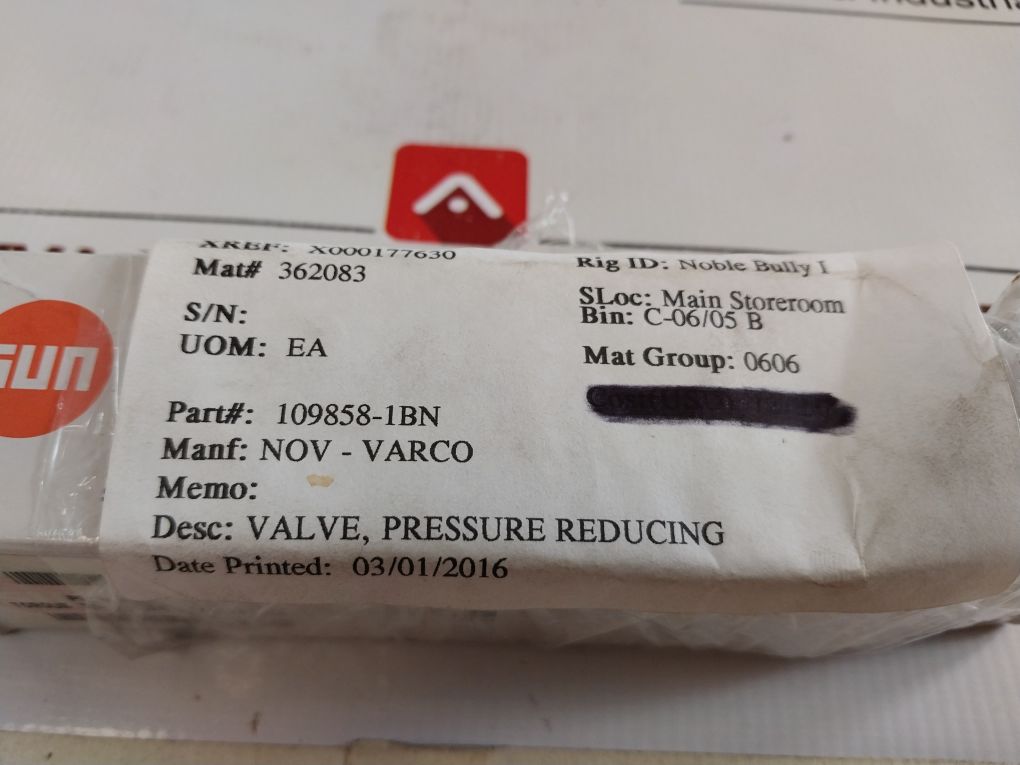 XREF: X000177630
Rig ID: Noble Bully I
Mat# 362083
SLoc: Main Storeroom
Bin: C-06/05 B
S/N:
UOM: EA
Mat Group: 0606
Part#: 109858-1BN
Manf: NOV - VARCO
Memo:
Desc: VALVE, PRESSURE REDUCING
Date Printed: 03/01/2016
sun